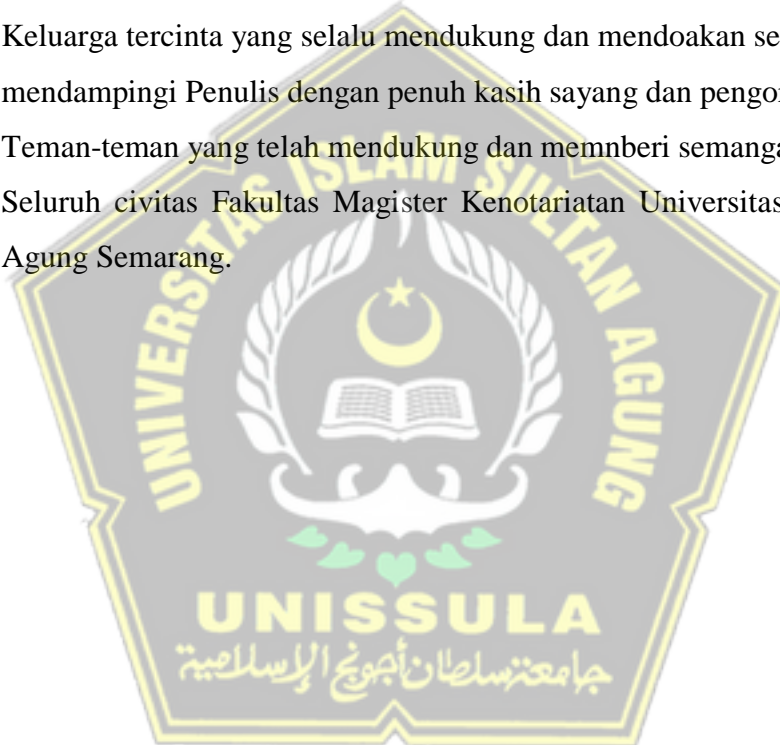 Keluarga tercinta yang selalu mendukung dan mendoakan se
mendampingi Penulis dengan penuh kasih sayang dan pengor
Teman-teman yang telah mendukung dan memnberi semanga
Seluruh civitas Fakultas Magister Kenotariatan Universitas
Agung Semarang.
UNIVERSITAS ISLAM SULTAN AGUNG
UNISSULA
جامعة سلطان أجونج الإسلامية